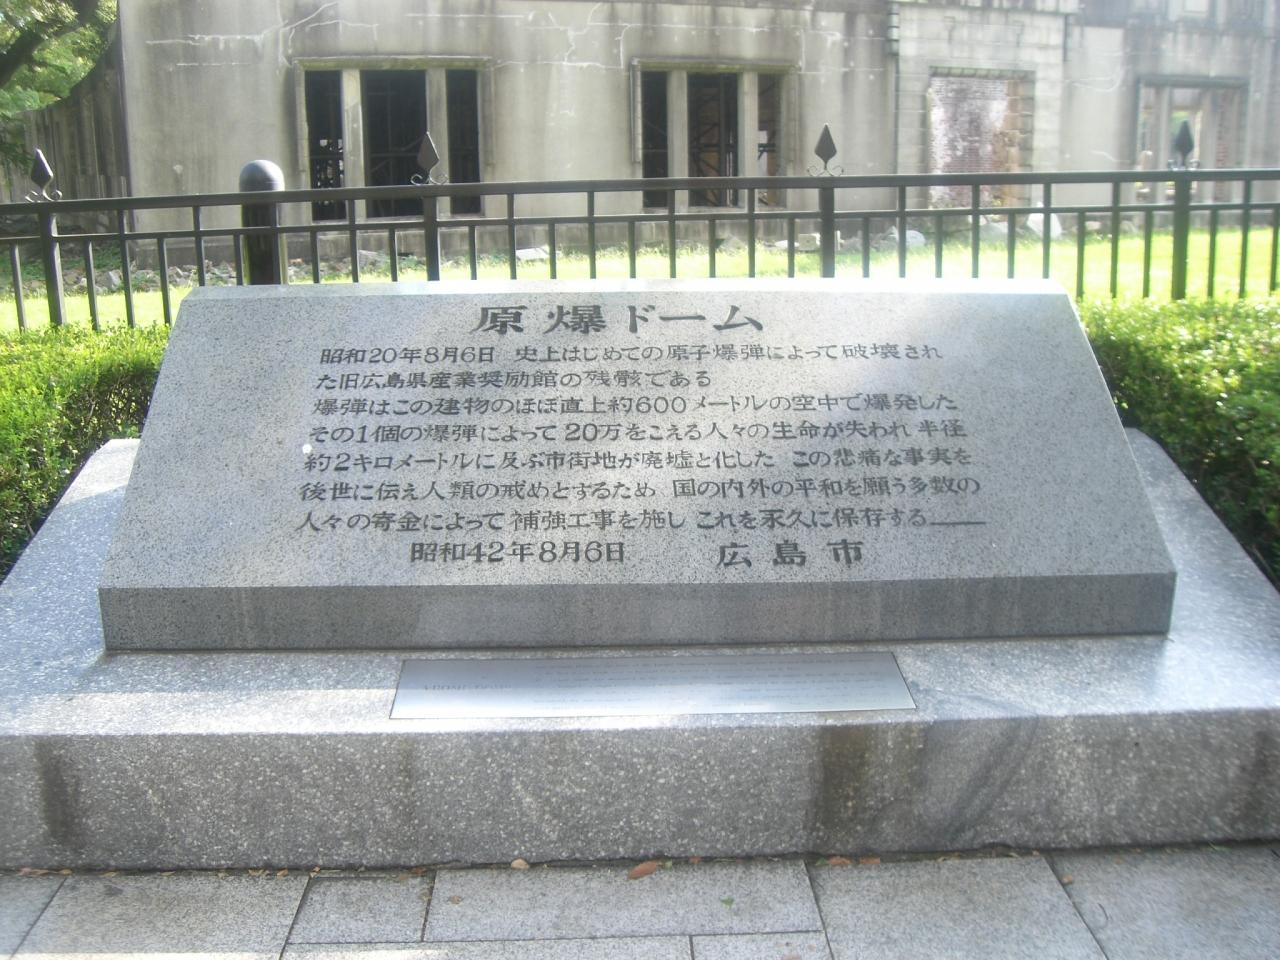 原爆ドーム
昭和20年8月6日 史上はじめての原子爆弾によって破壊され
た旧広島県産業奨励館の残骸である
爆弾はこの建物のほぼ直上約600メートルの空中で爆発した
その1個の爆弾によって20万をこえる人々の生命が失われ 半径
約2キロメートルに及ぶ市街地が廃墟と化した この悲痛な事実を
後世に伝え人類の戒めとするため 国の内外の平和を願う多数の
人々の寄金によって補強工事を施し これを永久に保存する
昭和42年8月6日 広島市